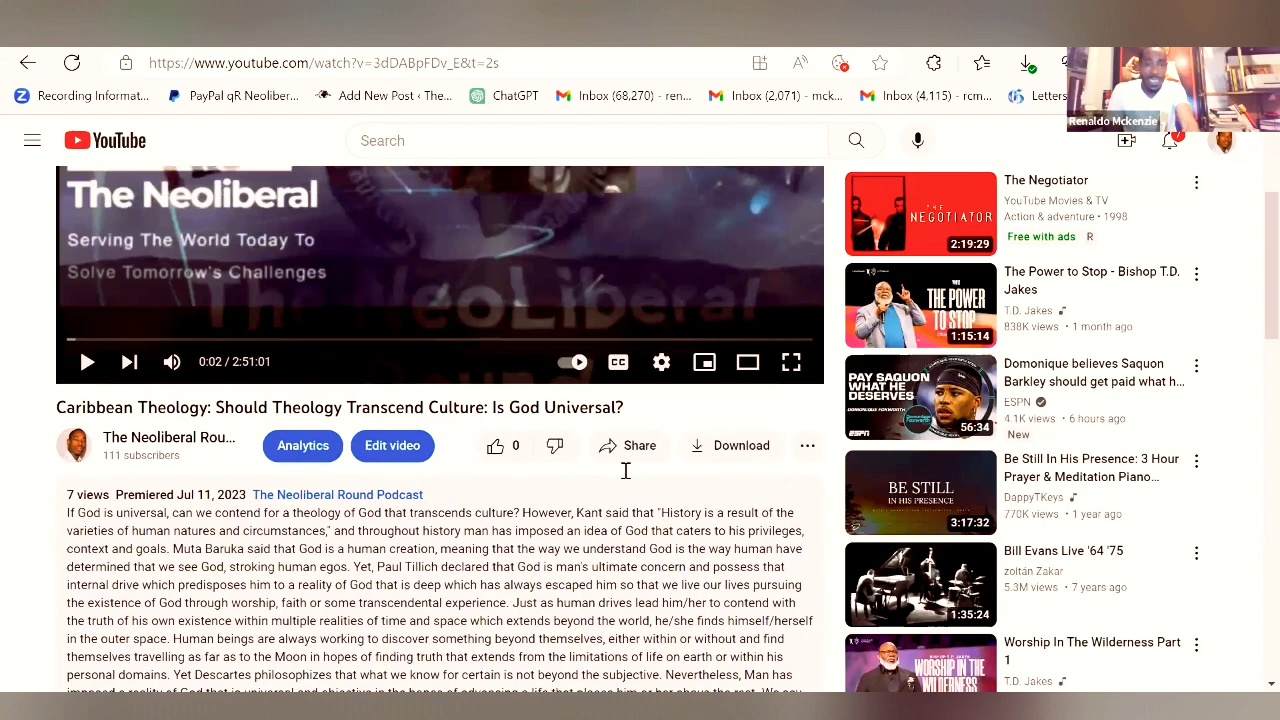 https://www.youtube.com/watch?v=3dDABpFDv_E&t=2s
Recording Informat...
PayPal qR Neoliber...
Add New Post ‹ The...
ChatGPT
Inbox (68,270) - ren...
Inbox (2,071) - mck...
Inbox (4,115) - rcm...
Letters
Renaldo Mckenzie
YouTube
Search
7
The Neoliberal
Serving The World Today To
Solve Tomorrow's Challenges
The NeoLiberal
0:02 / 2:51:01
CC
Caribbean Theology: Should Theology Transcend Culture: Is God Universal?
The Neoliberal Rou...
111 subscribers
Analytics
Edit video
0
Share
Download
7 views Premiered Jul 11, 2023 The Neoliberal Round Podcast
If God is universal, can we contend for a theology of God that transcends culture? However, Kant said that "History is a result of the
varieties of human natures and circumstances," and throughout history man has imposed an idea of God that caters to his privileges,
context and goals. Muta Baruka said that God is a human creation, meaning that the way we understand God is the way human have
determined that we see God, stroking human egos. Yet, Paul Tillich declared that God is man's ultimate concern and possess that
internal drive which predisposes him to a reality of God that is deep which has always escaped him so that we live our lives pursuing
the existence of God through worship, faith or some transcendental experience. Just as human drives lead him/her to contend with
the truth of his own existence within multiple realities of time and space which extends beyond the world, he/she finds himself/herself
in the outer space. Human beings are always working to discover something beyond themselves, either within or without and find
themselves travelling as far as to the Moon in hopes of finding truth that extends from the limitations of life on earth or within his
personal domains. Yet Descartes philosophizes that what we know for certain is not beyond the subjective. Nevertheless, Man has
THE NEGOTIATOR
2:19:29
The Negotiator
YouTube Movies & TV
Action & adventure • 1998
Free with ads R
THE POWER TO STOP
1:15:14
The Power to Stop - Bishop T.D.
Jakes
T.D. Jakes
838K views • 1 month ago
PAY SAQUON
WHAT HE
DESERVES
DOMONIQUE FOXWORTH
ESPN
56:34
Domonique believes Saquon
Barkley should get paid what h...
ESPN
4.1K views • 6 hours ago
New
BE STILL
IN HIS PRESENCE
3:17:32
Be Still In His Presence: 3 Hour
Prayer & Meditation Piano...
DappyTKeys
770K views • 1 year ago
1:35:24
Bill Evans Live '64 '75
zoltán Zakar
5.3M views • 7 years ago
WORSHIP IN THE
WILDERNESS
Worship In The Wilderness Part
1
T.D. Jakes